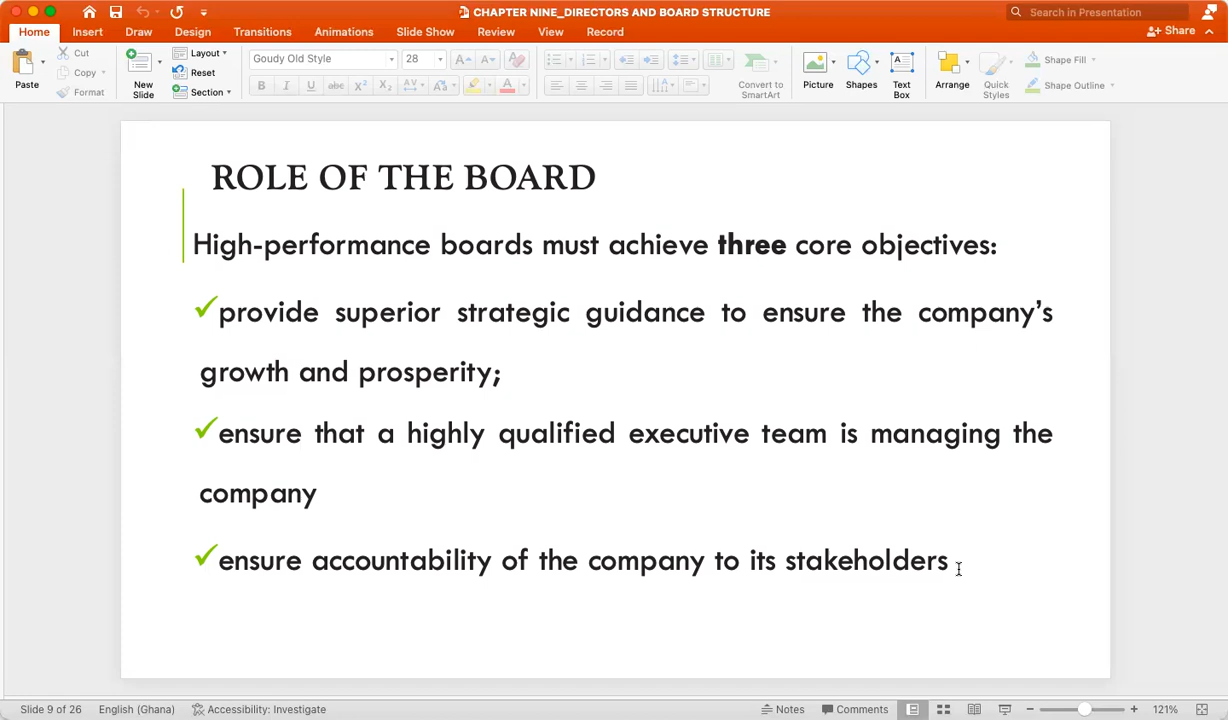 CHAPTER NINE_DIRECTORS AND BOARD STRUCTURE
Search in Presentation
Home Insert Draw Design Transitions Animations Slide Show Review View Record
Share
Paste
Cut
Copy
Format
New
Slide
Layout
Reset
Section
Goudy Old Style
28
B I U abc X² X₂ AV Aa
A A
Convert to
SmartArt
Picture
Shapes
Text
Box
Arrange
Quick
Styles
Shape Fill
Shape Outline
ROLE OF THE BOARD
High-performance boards must achieve three core objectives:
provide superior strategic guidance to ensure the company's
growth and prosperity;
ensure that a highly qualified executive team is managing the
company
ensure accountability of the company to its stakeholders
Slide 9 of 26 English (Ghana) Accessibility: Investigate Notes Comments 121%